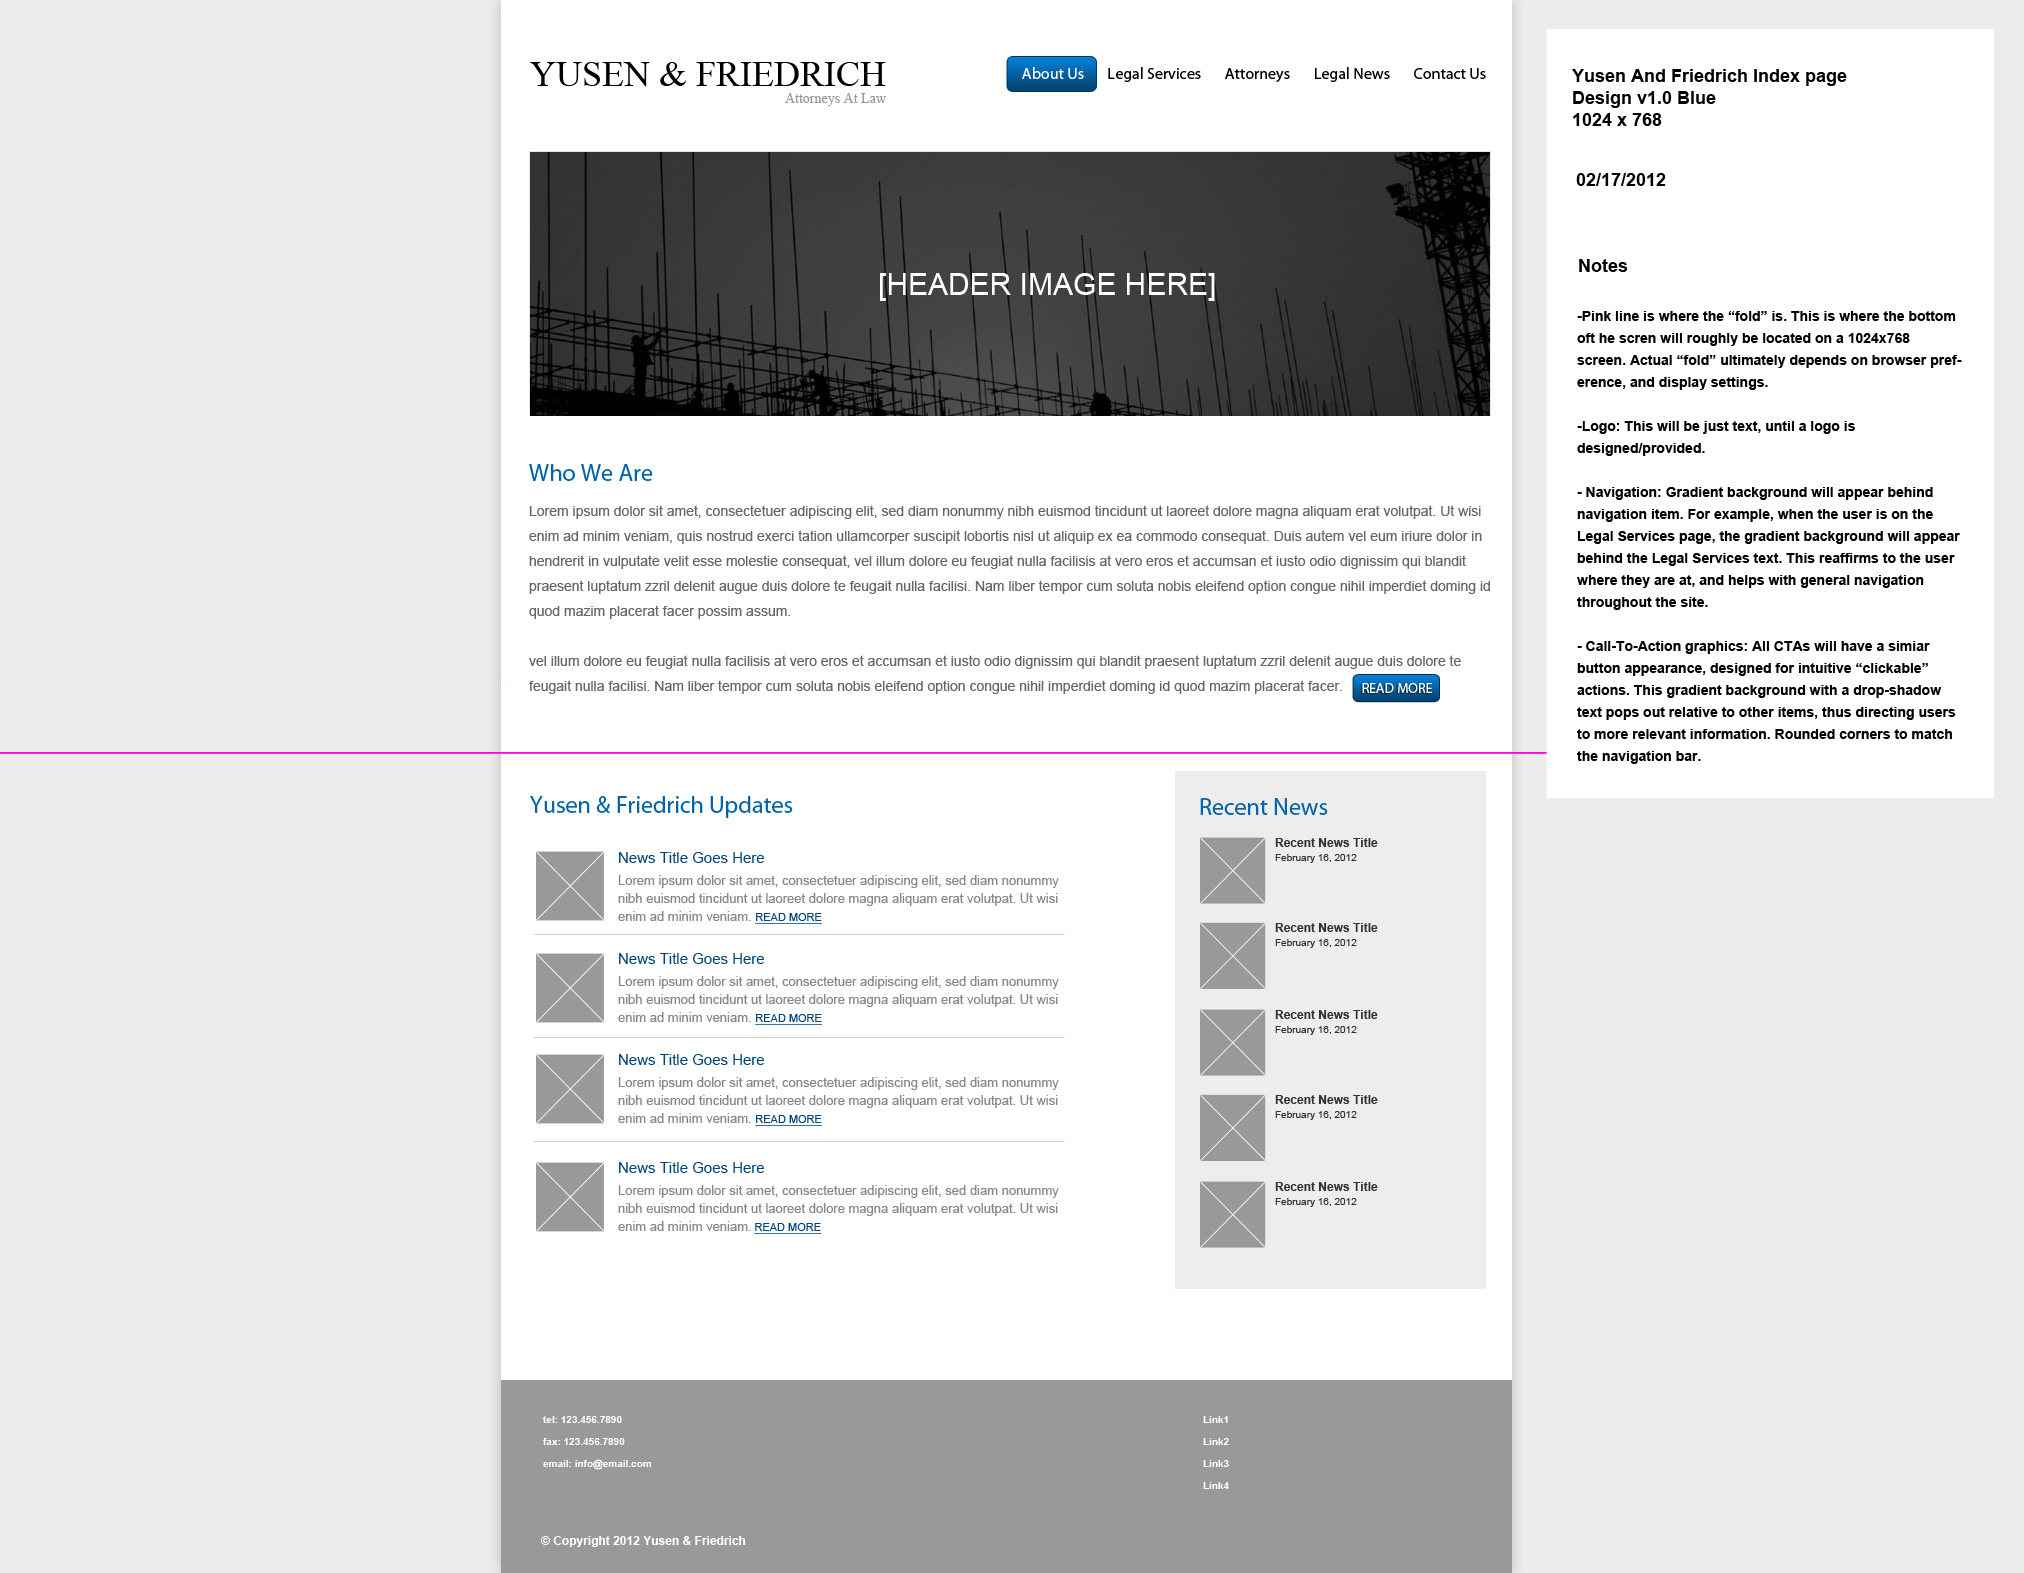 YUSEN & FRIEDRICH
Attorneys At Law
About Us
Legal Services
Attorneys
Legal News
Contact Us
[HEADER IMAGE HERE]
Who We Are
Lorem ipsum dolor sit amet, consectetuer adipiscing elit, sed diam nonummy nibh euismod tincidunt ut laoreet dolore magna aliquam erat volutpat. Ut wisi
enim ad minim veniam, quis nostrud exerci tation ullamcorper suscipit lobortis nisl ut aliquip ex ea commodo consequat. Duis autem vel eum iriure dolor in
hendrerit in vulputate velit esse molestie consequat, vel illum dolore eu feugiat nulla facilisis at vero eros et accumsan et iusto odio dignissim qui blandit
praesent luptatum zzril delenit augue duis dolore te feugait nulla facilisi. Nam liber tempor cum soluta nobis eleifend option congue nihil imperdiet doming id
quod mazim placerat facer possim assum.
vel illum dolore eu feugiat nulla facilisis at vero eros et accumsan et iusto odio dignissim qui blandit praesent luptatum zzril delenit augue duis dolore te
feugait nulla facilisi. Nam liber tempor cum soluta nobis eleifend option congue nihil imperdiet doming id quod mazim placerat facer. READ MORE
Yusen & Friedrich Updates
News Title Goes Here
Lorem ipsum dolor sit amet, consectetuer adipiscing elit, sed diam nonummy
nibh euismod tincidunt ut laoreet dolore magna aliquam erat volutpat. Ut wisi
enim ad minim veniam. READ MORE
News Title Goes Here
Lorem ipsum dolor sit amet, consectetuer adipiscing elit, sed diam nonummy
nibh euismod tincidunt ut laoreet dolore magna aliquam erat volutpat. Ut wisi
enim ad minim veniam. READ MORE
News Title Goes Here
Lorem ipsum dolor sit amet, consectetuer adipiscing elit, sed diam nonummy
nibh euismod tincidunt ut laoreet dolore magna aliquam erat volutpat. Ut wisi
enim ad minim veniam. READ MORE
News Title Goes Here
Lorem ipsum dolor sit amet, consectetuer adipiscing elit, sed diam nonummy
nibh euismod tincidunt ut laoreet dolore magna aliquam erat volutpat. Ut wisi
enim ad minim veniam. READ MORE
Recent News
Recent News Title
February 16, 2012
Recent News Title
February 16, 2012
Recent News Title
February 16, 2012
Recent News Title
February 16, 2012
Recent News Title
February 16, 2012
tel: 123.456.7890
fax: 123.456.7890
email: info@email.com
Link1
Link2
Link3
Link4
© Copyright 2012 Yusen & Friedrich
Yusen And Friedrich Index page
Design v1.0 Blue
1024 x 768
02/17/2012
Notes
-Pink line is where the “fold” is. This is where the bottom
oft he scren will roughly be located on a 1024x768
screen. Actual “fold” ultimately depends on browser pref-
erence, and display settings.
-Logo: This will be just text, until a logo is
designed/provided.
- Navigation: Gradient background will appear behind
navigation item. For example, when the user is on the
Legal Services page, the gradient background will appear
behind the Legal Services text. This reaffirms to the user
where they are at, and helps with general navigation
throughout the site.
- Call-To-Action graphics: All CTAs will have a simiar
button appearance, designed for intuitive “clickable”
actions. This gradient background with a drop-shadow
text pops out relative to other items, thus directing users
to more relevant information. Rounded corners to match
the navigation bar.